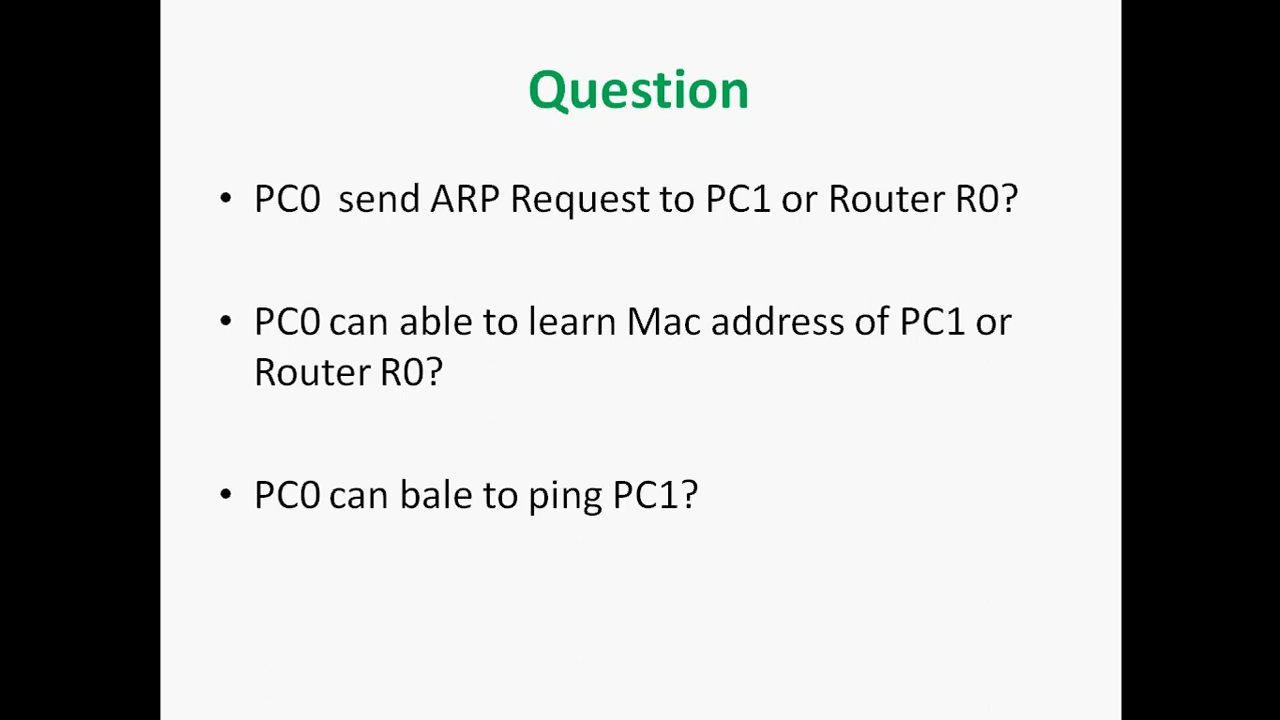 Question
• PC0 send ARP Request to PC1 or Router R0?
• PC0 can able to learn Mac address of PC1 or
Router R0?
• PC0 can bale to ping PC1?